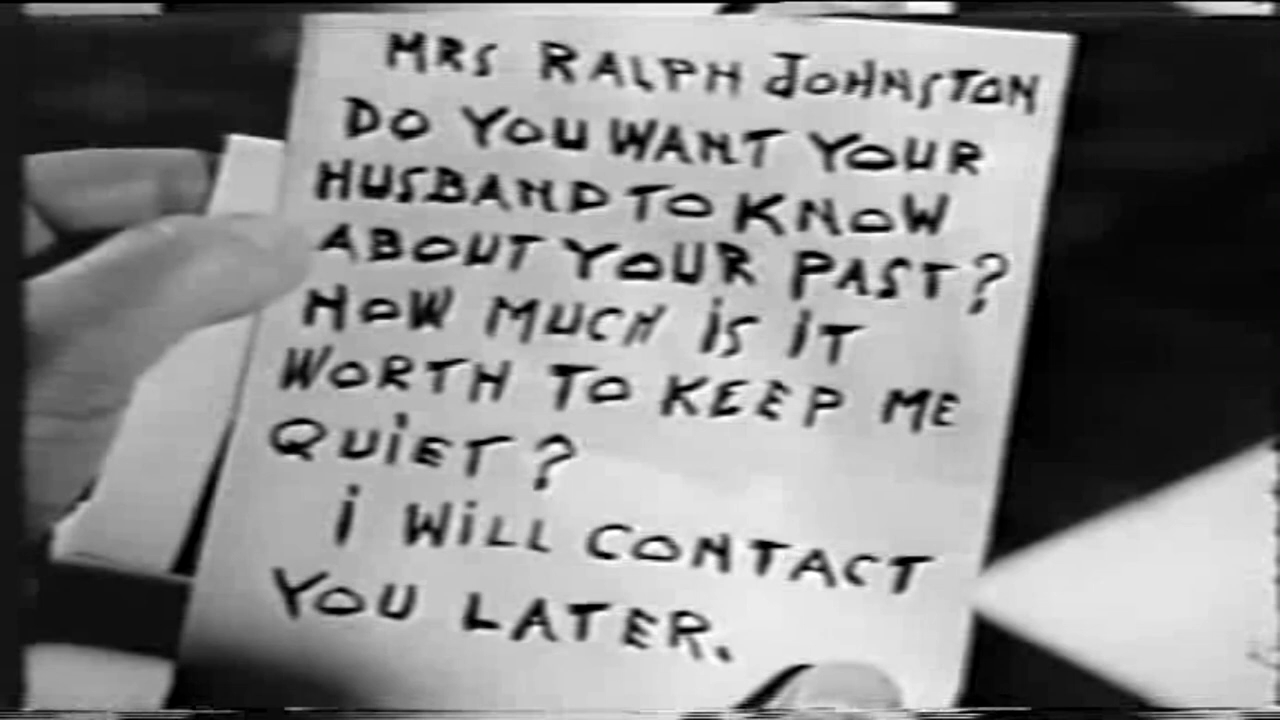 MRS RALPH JOHNSTON
DO YOU WANT YOUR
HUSBAND TO KNOW
ABOUT YOUR PAST?
HOW MUCH iS iT
WORTH TO KEEP ME
QUiET?
i WiLL CONTACT
YOU LATER.